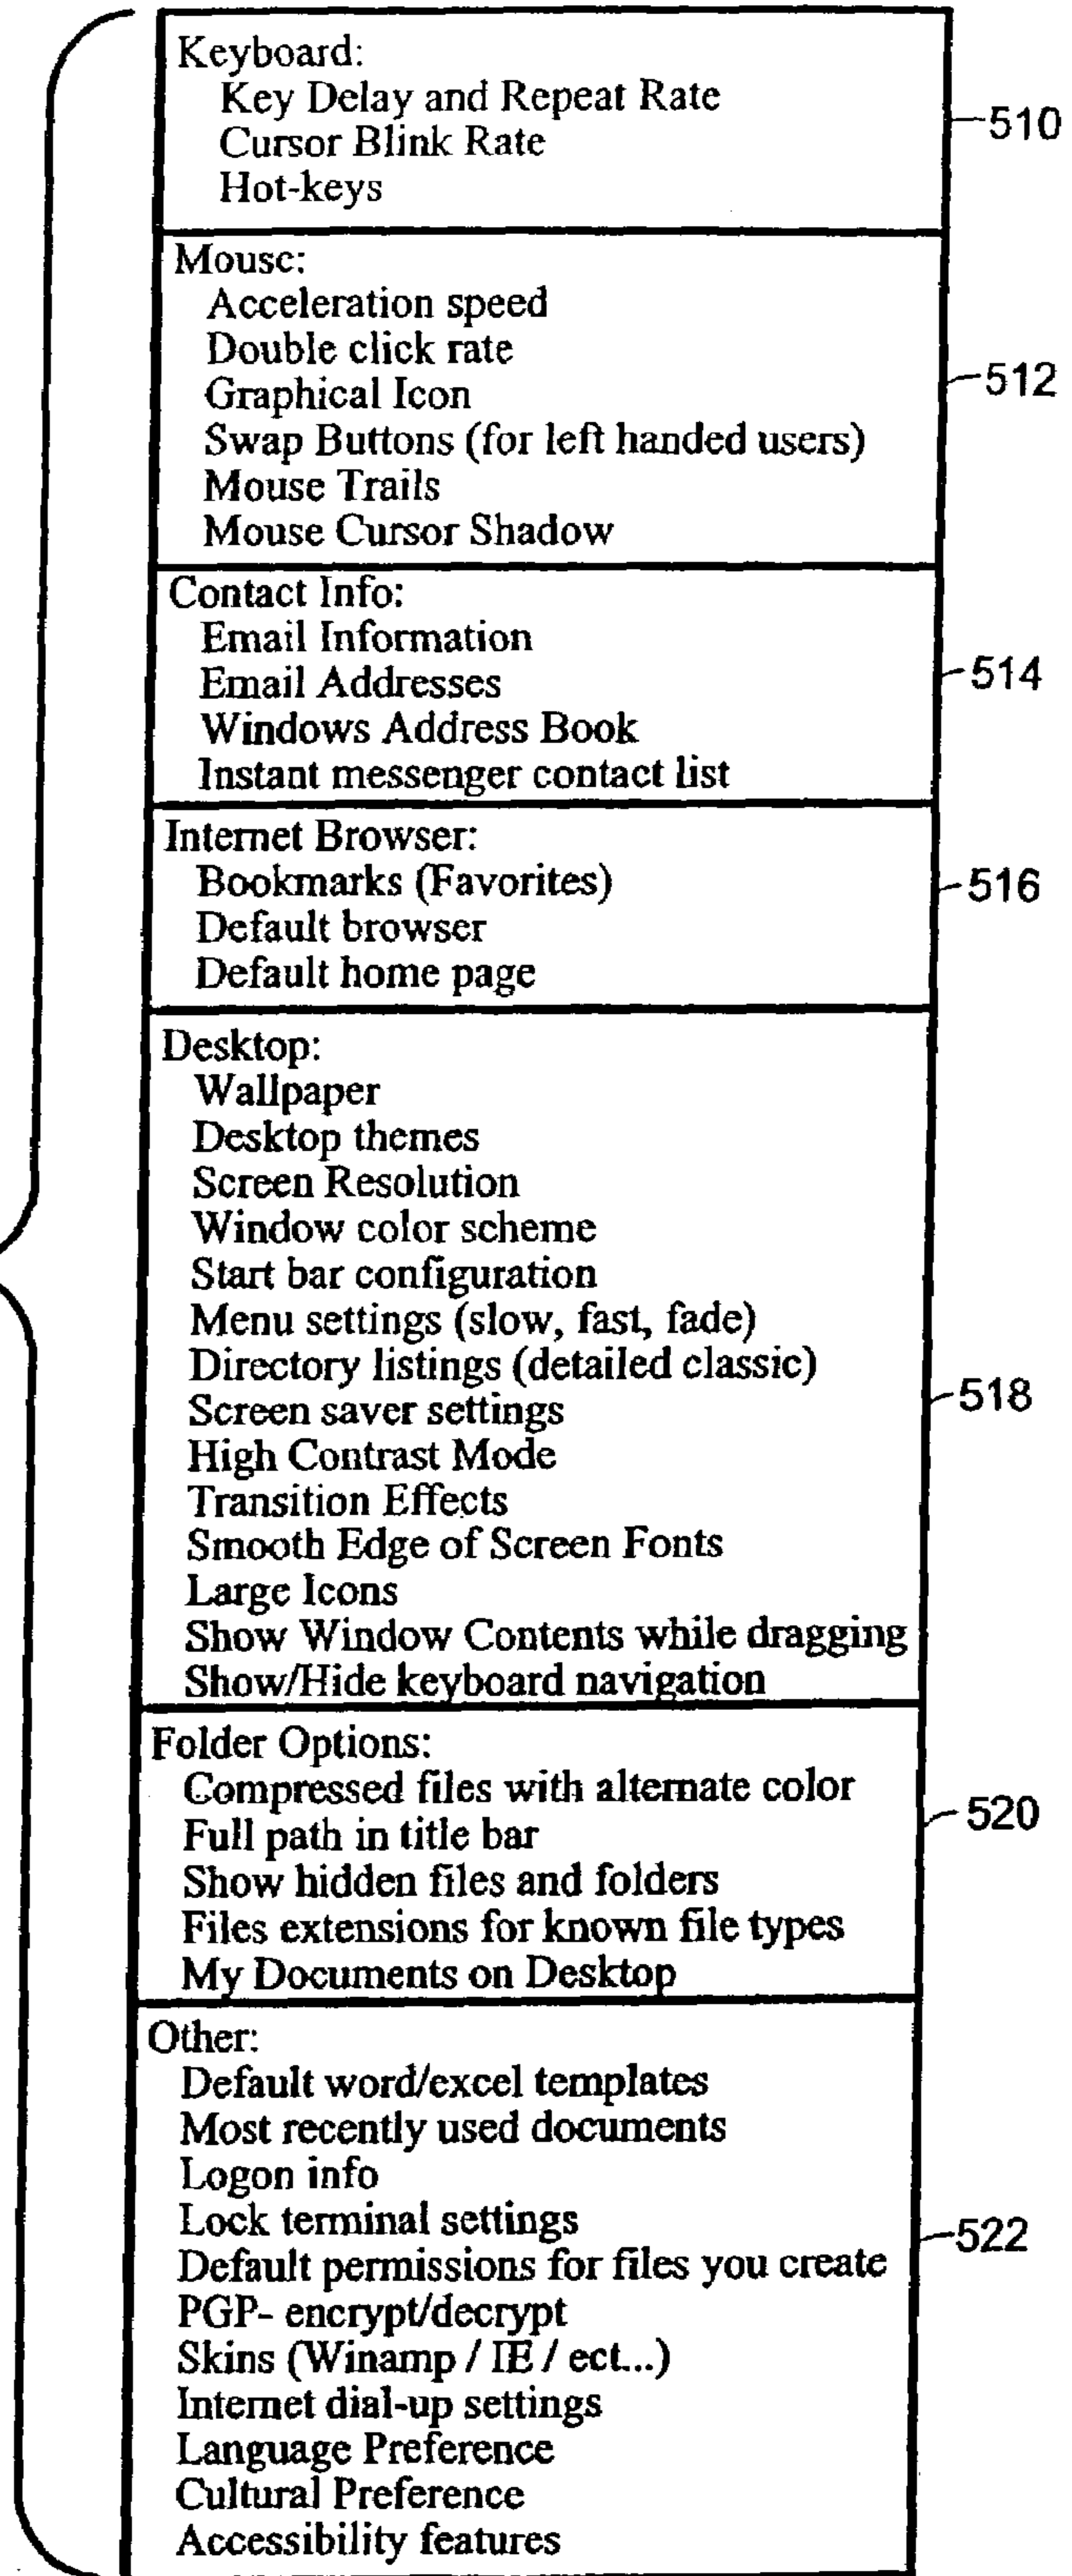 Keyboard:
Key Delay and Repeat Rate
Cursor Blink Rate
Hot-keys
510
Mouse:
Acceleration speed
Double click rate
Graphical Icon
Swap Buttons (for left handed users)
Mouse Trails
Mouse Cursor Shadow
512
Contact Info:
Email Information
Email Addresses
Windows Address Book
Instant messenger contact list
514
Internet Browser:
Bookmarks (Favorites)
Default browser
Default home page
516
Desktop:
Wallpaper
Desktop themes
Screen Resolution
Window color scheme
Start bar configuration
Menu settings (slow, fast, fade)
Directory listings (detailed classic)
Screen saver settings
High Contrast Mode
Transition Effects
Smooth Edge of Screen Fonts
Large Icons
Show Window Contents while dragging
Show/Hide keyboard navigation
518
Folder Options:
Compressed files with alternate color
Full path in title bar
Show hidden files and folders
Files extensions for known file types
My Documents on Desktop
520
Other:
Default word/excel templates
Most recently used documents
Logon info
Lock terminal settings
Default permissions for files you create
PGP- encrypt/decrypt
Skins (Winamp / IE / ect...)
Internet dial-up settings
Language Preference
Cultural Preference
Accessibility features
522